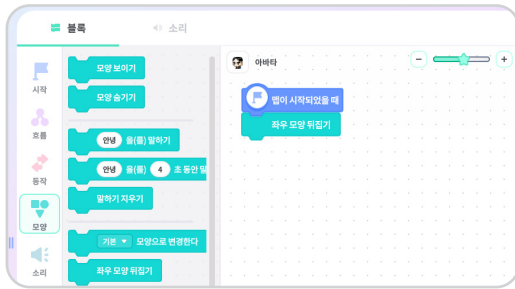 블록
소리
시작
흐름
동작
모양
소리
모양 보이기
모양 숨기기
안녕 을(를) 말하기
안녕 을(를) 4 초 동안 말
말하기 지우기
기본 모양으로 변경한다
좌우 모양 뒤집기
아바타
맵이 시작되었을 때
좌우 모양 뒤집기